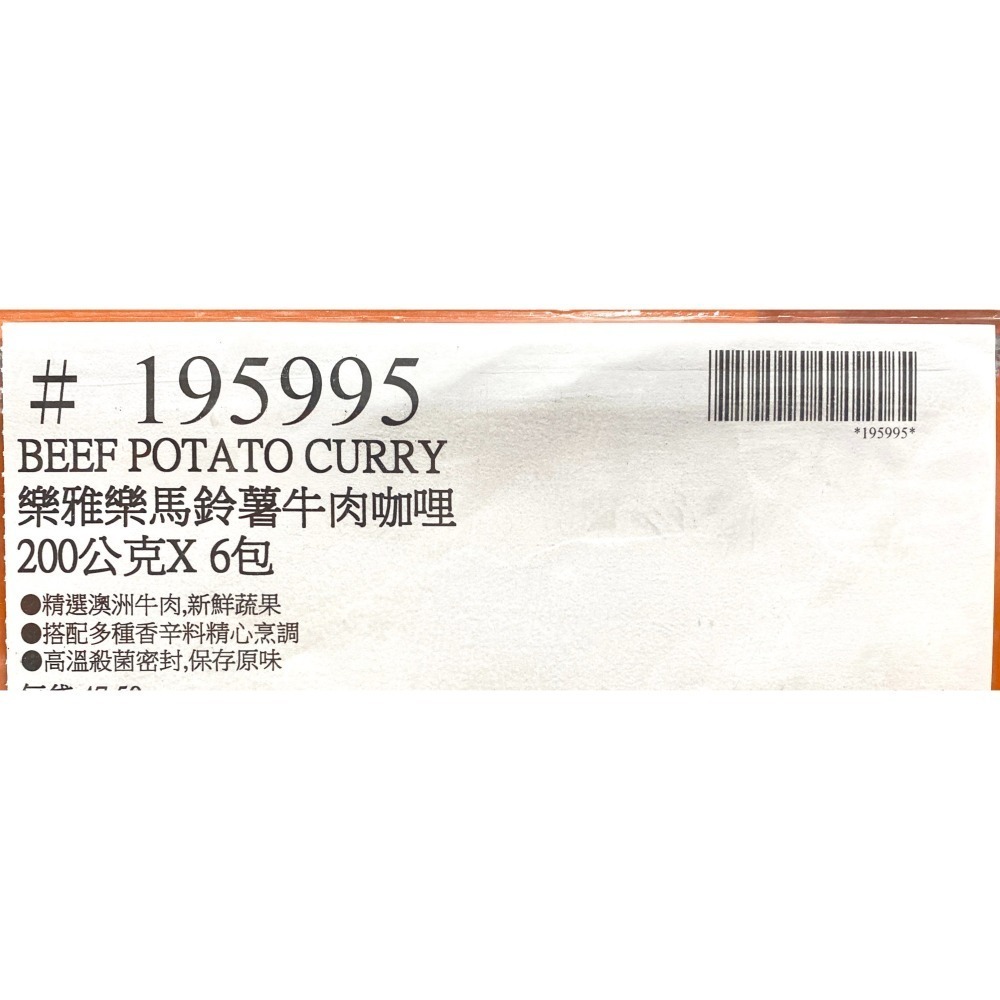 # 195995
*195995*
BEEF POTATO CURRY
樂雅樂馬鈴薯牛肉咖哩
200公克X 6包
●精選澳洲牛肉,新鮮蔬果
●搭配多種香辛料精心烹調
●高溫殺菌密封,保存原味